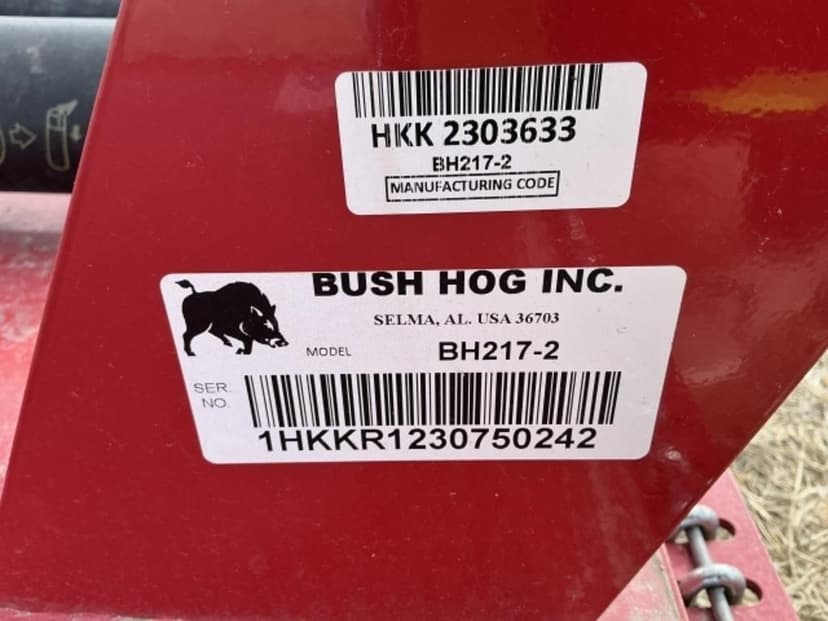 HKK 2303633
BH217-2
MANUFACTURING CODE
BUSH HOG INC.
SELMA, AL. USA 36703
MODEL BH217-2
SER.
NO.
1HKKR1230750242